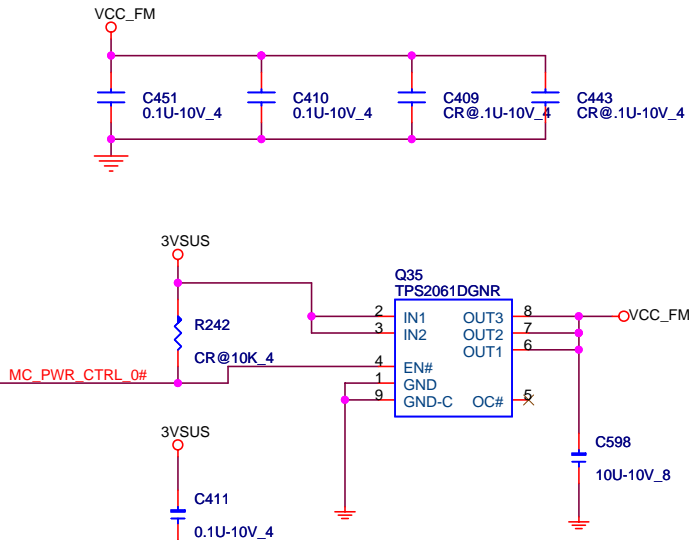 VCC_FM
C451
0.1U-10V_4
C410
0.1U-10V_4
C409
CR@.1U-10V_4
C443
CR@.1U-10V_4
3VSUS
R242
CR@10K_4
MC_PWR_CTRL_0#
Q35
TPS2061DGNR
2 IN1
3 IN2
4 EN#
1 GND
9 GND-C
OUT3 8
OUT2 7
OUT1 6
OC# 5
VCC_FM
C598
10U-10V_8
3VSUS
C411
0.1U-10V_4